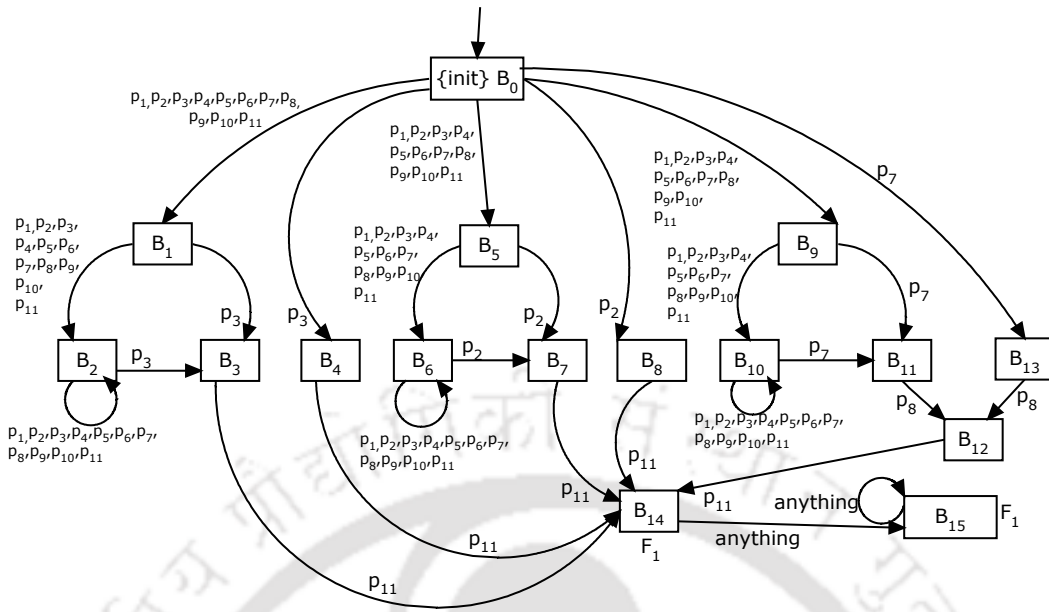 {init} B₀
p₁,p₂,p₃,p₄,p₅,p₆,p₇,p₈,
p₉,p₁₀,p₁₁
p₁,p₂,p₃,p₄,
p₅,p₆,p₇,p₈,
p₉,p₁₀,p₁₁
p₁,p₂,p₃,p₄,
p₅,p₆,p₇,p₈,
p₉,p₁₀,
p₁₁
p₇
p₁,p₂,p₃,
p₄,p₅,p₆,
p₇,p₈,p₉,
p₁₀,
p₁₁
B₁
p₁,p₂,p₃,p₄,
p₅,p₆,p₇,
p₈,p₉,p₁₀
p₁₁
B₅
p₁,p₂,p₃,p₄,
p₅,p₆,p₇,
p₈,p₉,p₁₀,
p₁₁
B₉
p₃
p₃
p₂
p₂
p₇
B₂
p₃
B₃
B₄
B₆
p₂
B₇
B₈
B₁₀
p₇
B₁₁
B₁₃
p₁,p₂,p₃,p₄,p₅,p₆,p₇,
p₈,p₉,p₁₀,p₁₁
p₁,p₂,p₃,p₄,p₅,p₆,p₇,
p₈,p₉,p₁₀,p₁₁
p₁,p₂,p₃,p₄,p₅,p₆,p₇,
p₈,p₉,p₁₀,p₁₁
p₈
p₈
B₁₂
p₁₁
p₁₁
p₁₁
B₁₄
F₁
anything
anything
B₁₅
F₁
p₁₁
p₁₁